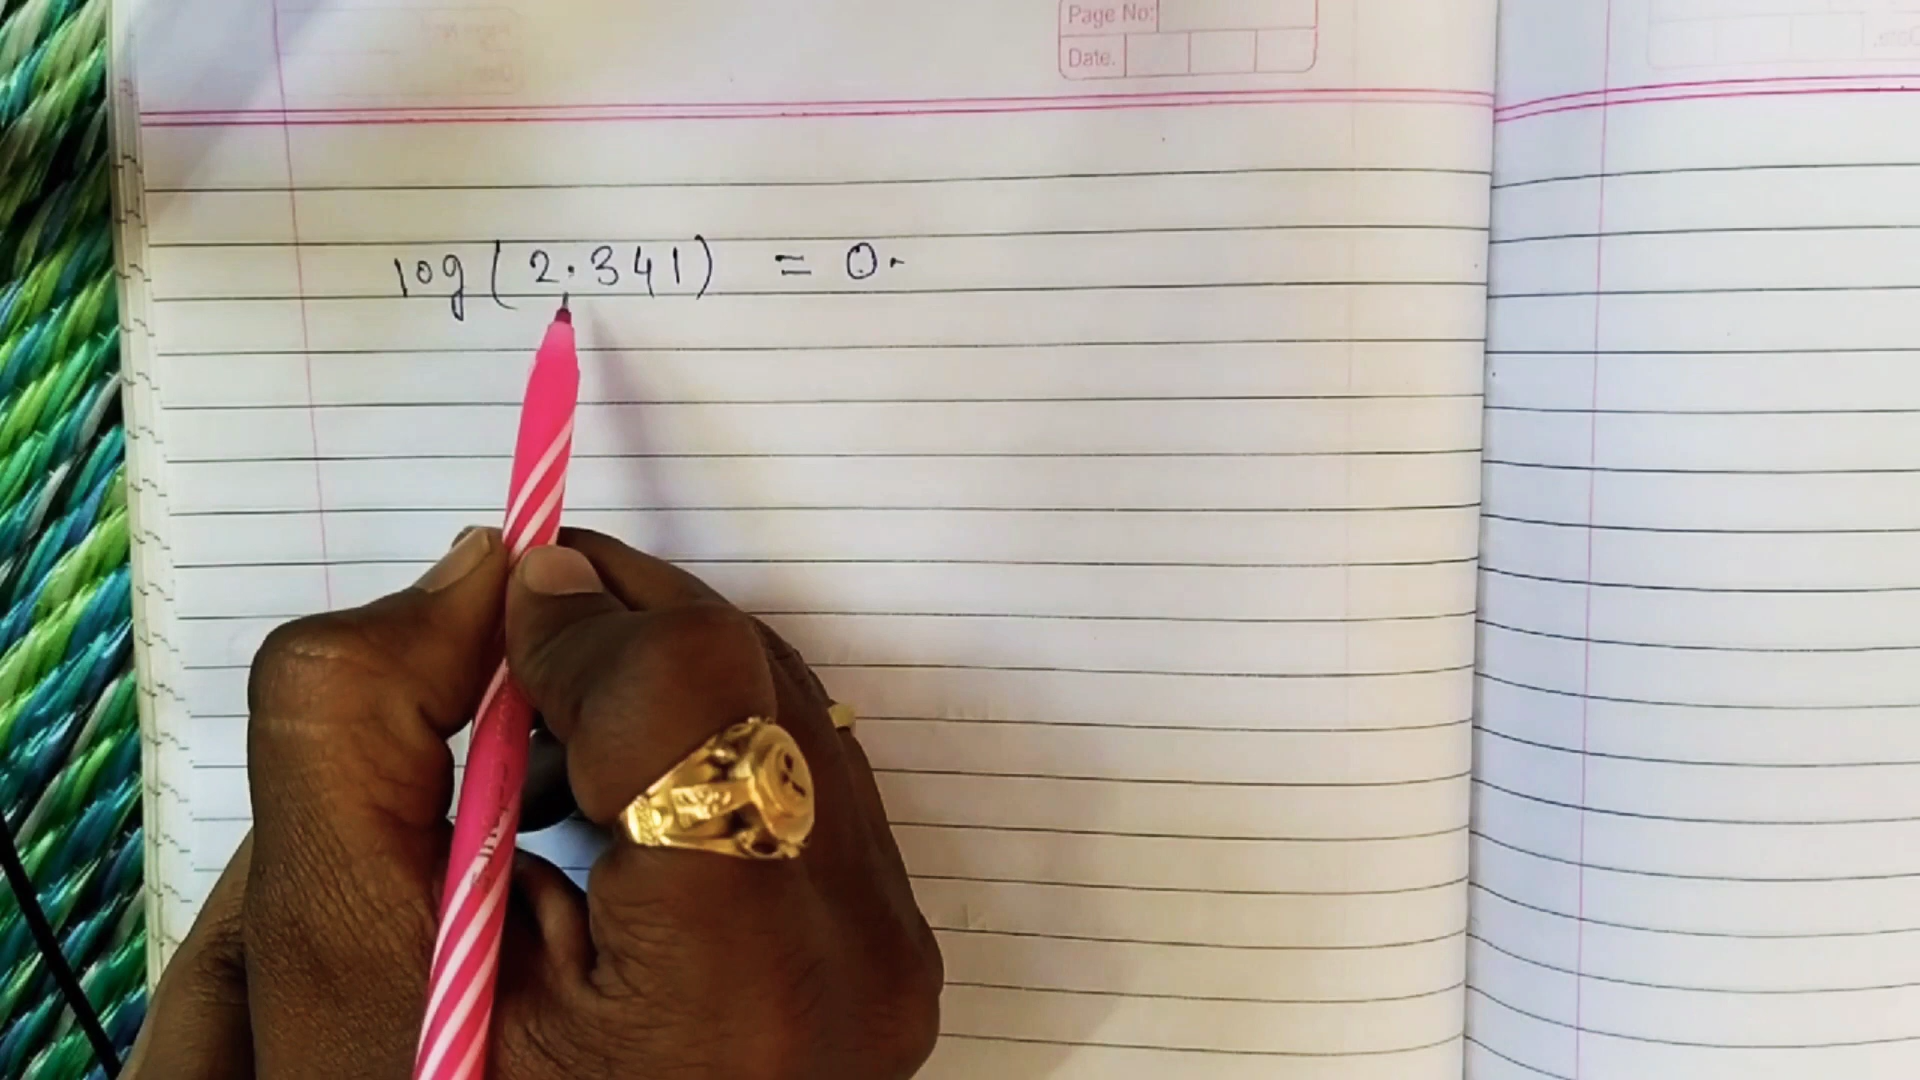 Page No:
Date.
log (2.341) = 0.